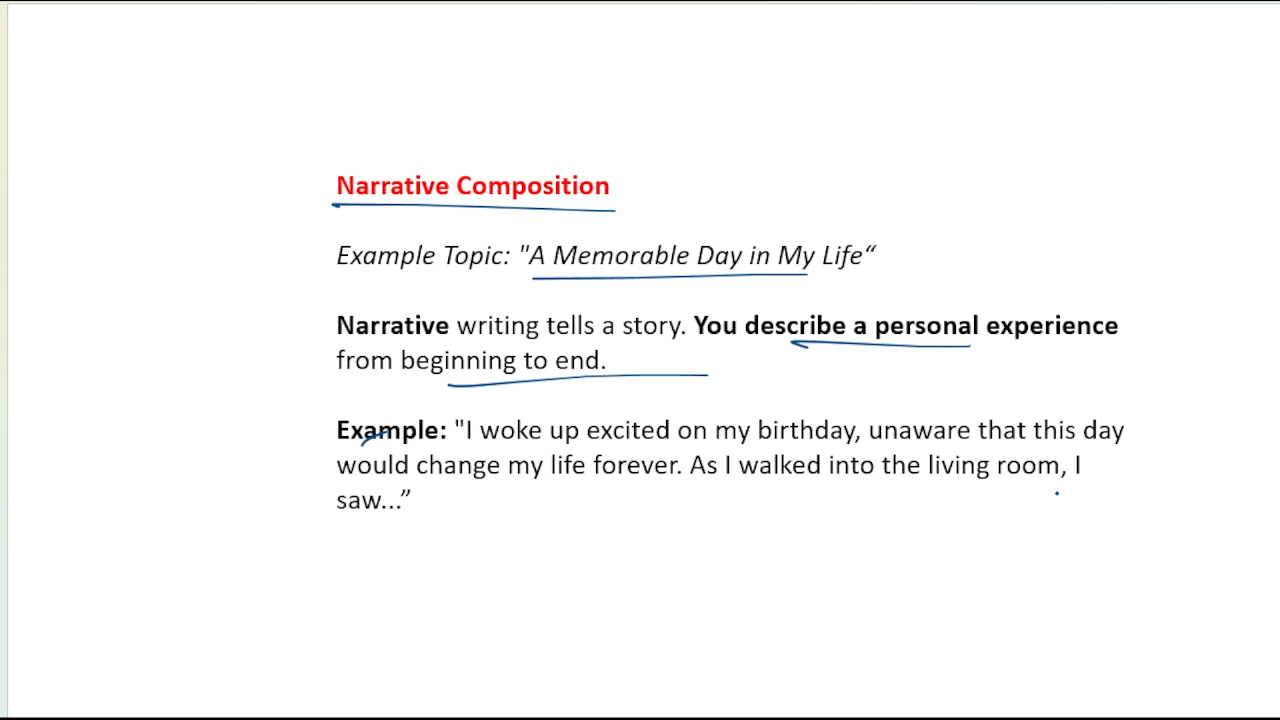 Narrative Composition
Example Topic: "A Memorable Day in My Life“
Narrative writing tells a story. You describe a personal experience
from beginning to end.
Example: "I woke up excited on my birthday, unaware that this day
would change my life forever. As I walked into the living room, I
saw...”